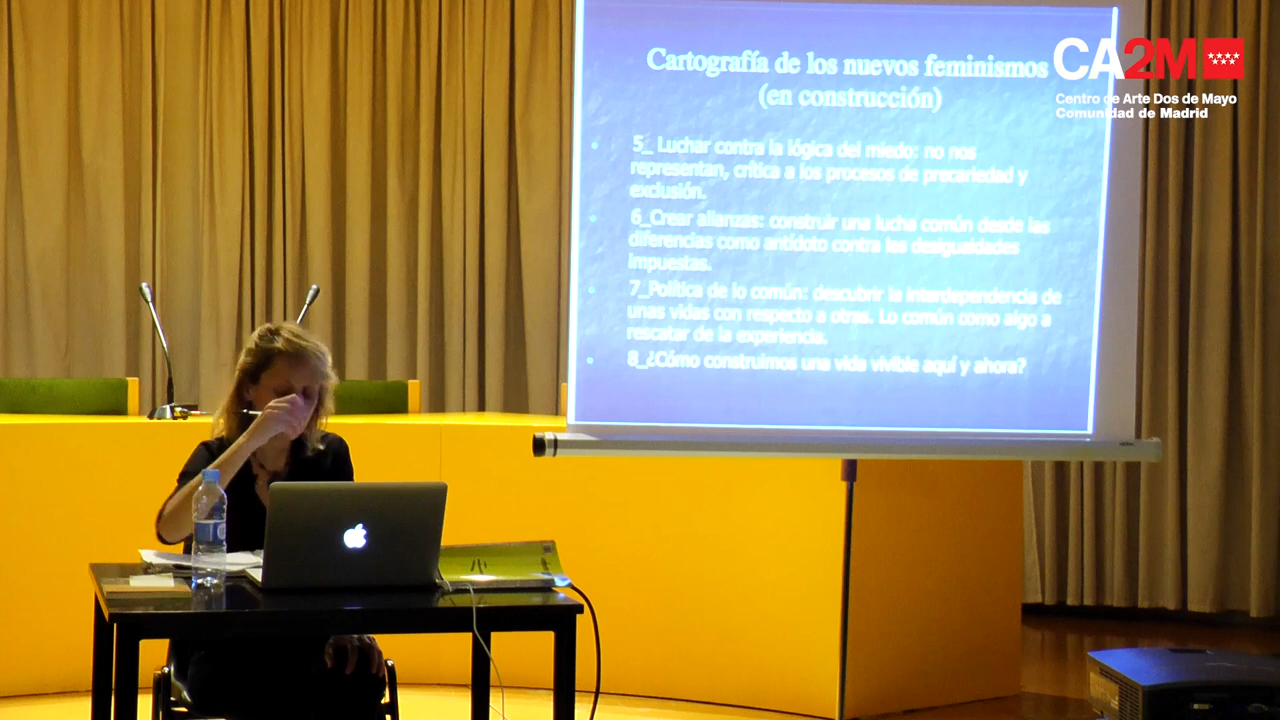 Cartografía de los nuevos feminismos
(en construcción)
5_ Luchar contra la lógica del miedo: no nos
representan, crítica a los procesos de precariedad y
exclusión.
6_Crear alianzas: construir una lucha común desde las
diferencias como antídoto contra las desigualdades
impuestas.
7_Política de lo común: descubrir la interdependencia de
unas vidas con respecto a otras. Lo común como algo a
rescatar de la experiencia.
8_¿Cómo construimos una vida vivible aquí y ahora?
CA2M
Centro de Arte Dos de Mayo
Comunidad de Madrid